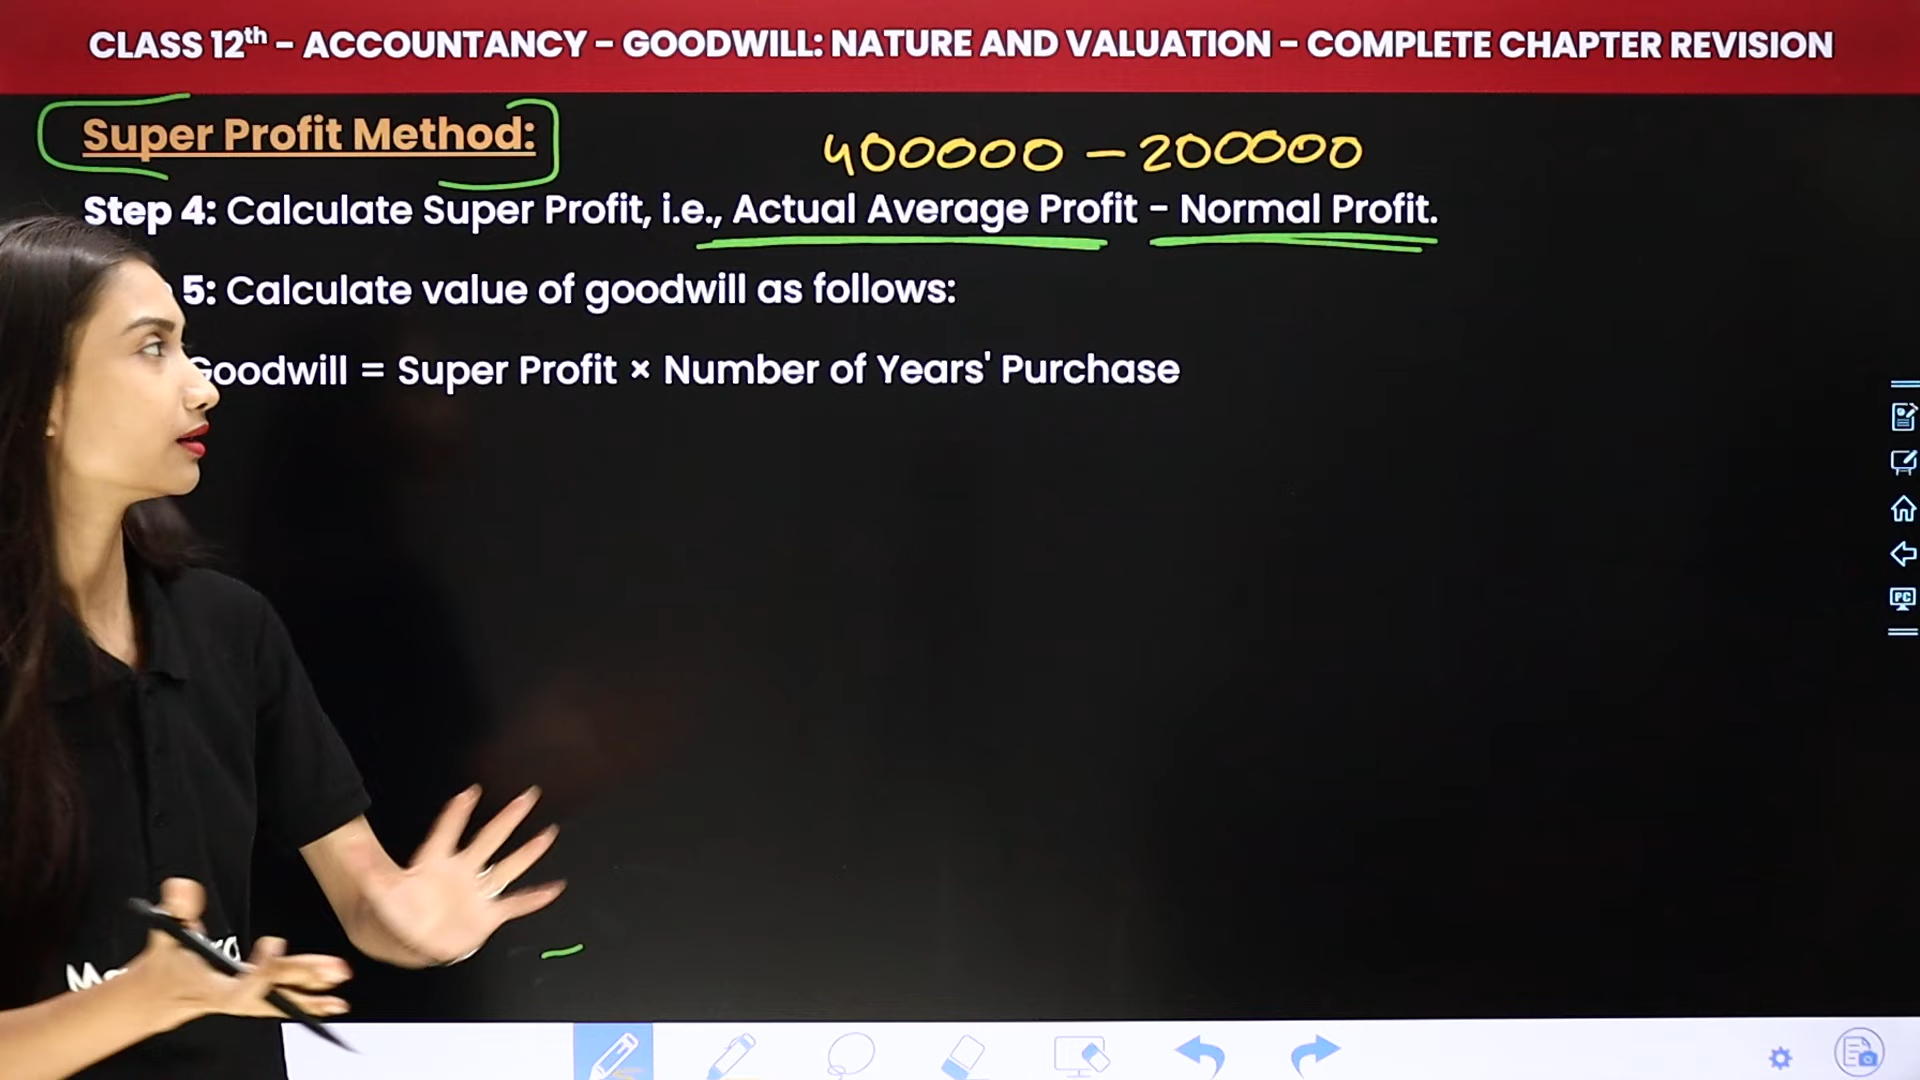 CLASS 12th – ACCOUNTANCY – GOODWILL: NATURE AND VALUATION – COMPLETE CHAPTER REVISION
Super Profit Method:
400000 – 200000
Step 4: Calculate Super Profit, i.e., Actual Average Profit – Normal Profit.
5: Calculate value of goodwill as follows:
Goodwill = Super Profit × Number of Years' Purchase
PC